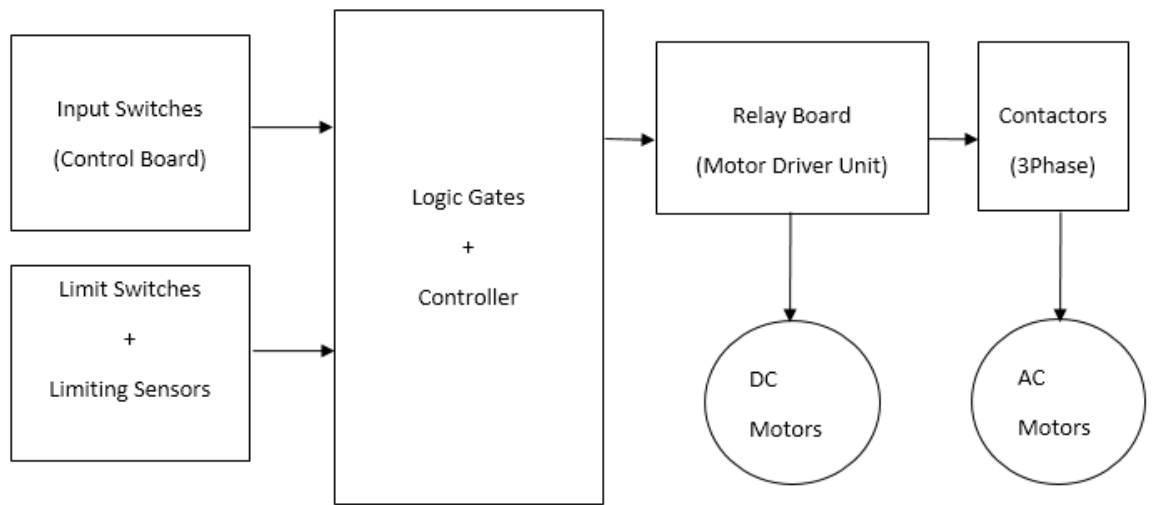 Input Switches
(Control Board)
Limit Switches
+
Limiting Sensors
Logic Gates
+
Controller
Relay Board
(Motor Driver Unit)
Contactors
(3Phase)
DC
Motors
AC
Motors